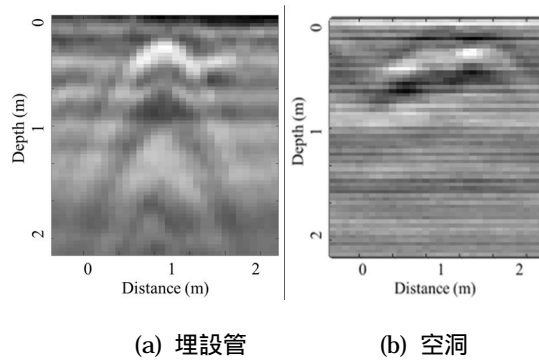 0
1
2
Depth (m)
0 1 2
Distance (m)
(a) 埋設管
0
1
2
Depth (m)
0 1 2
Distance (m)
(b) 空洞